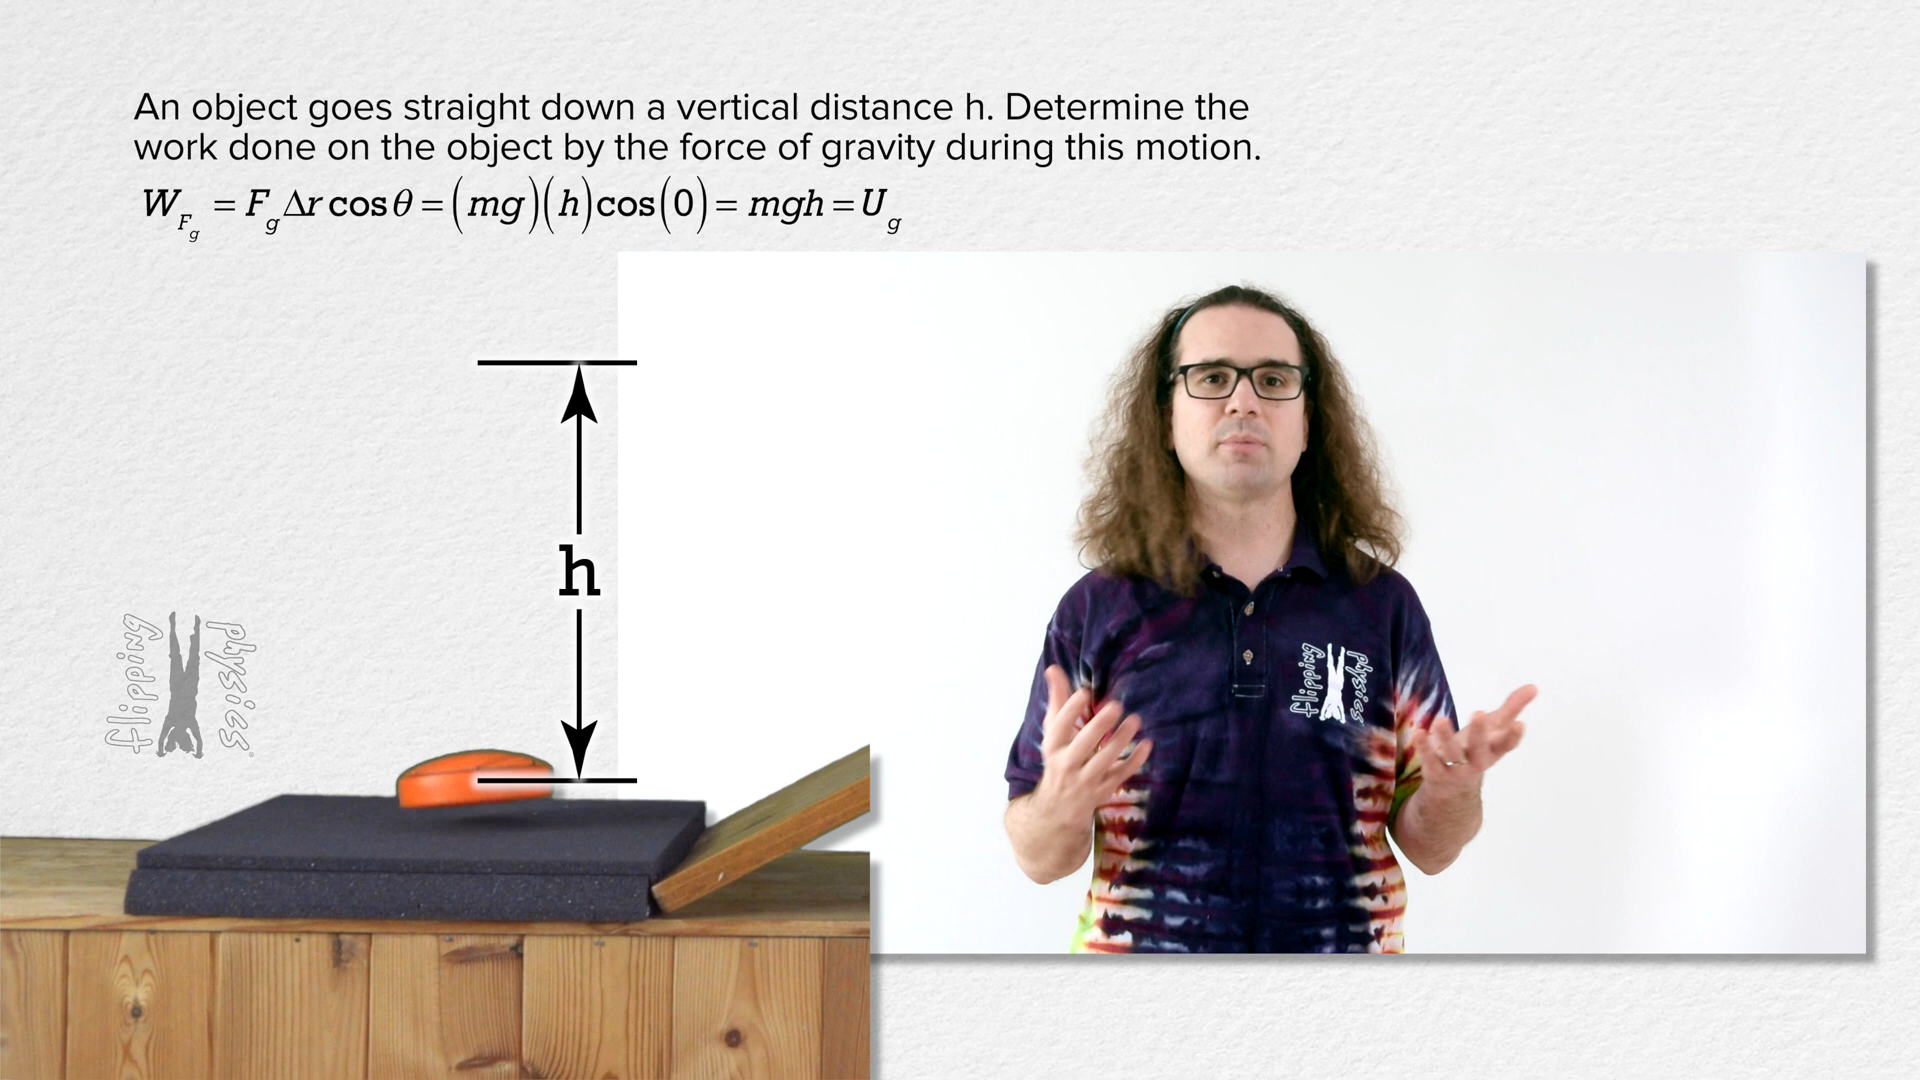 An object goes straight down a vertical distance h. Determine the
work done on the object by the force of gravity during this motion.
W_{F_g} = F_g Δr cos θ = (mg)(h)cos(0) = mgh = U_g
h
flipping
physics
flipping
physics